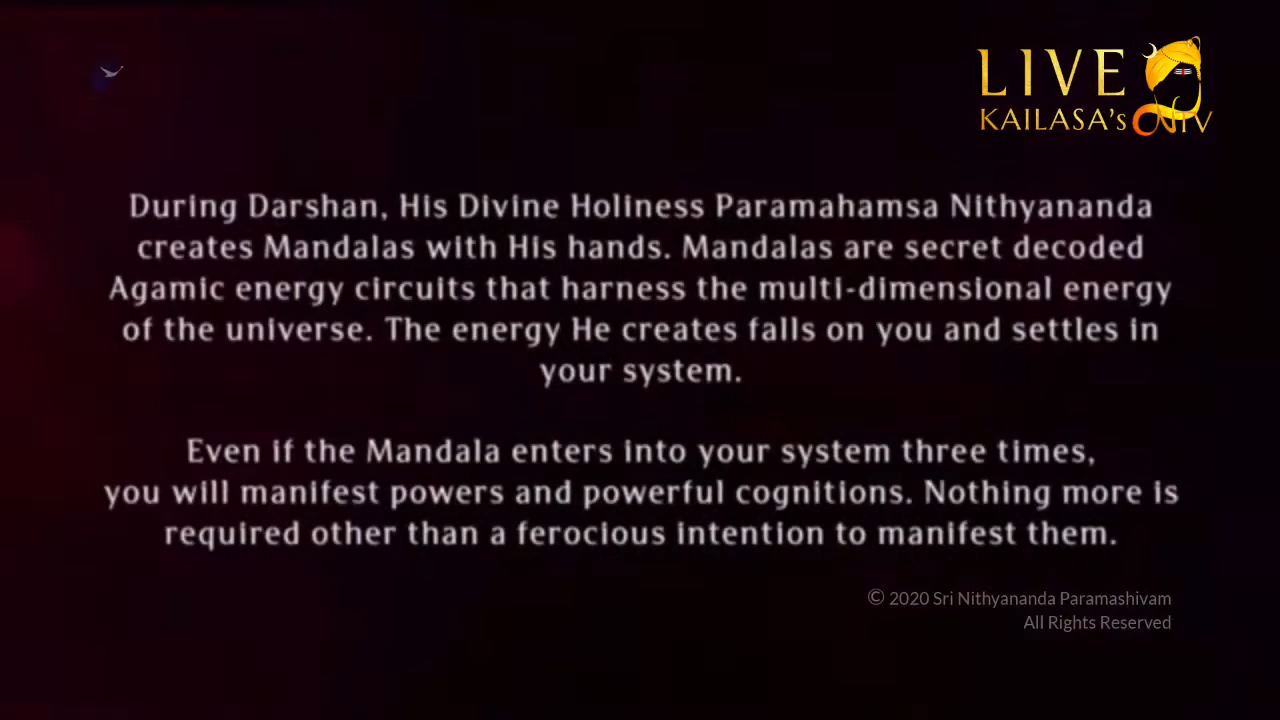 LIVE
KAILASA's NTV
During Darshan, His Divine Holiness Paramahamsa Nithyananda
creates Mandalas with His hands. Mandalas are secret decoded
Agamic energy circuits that harness the multi-dimensional energy
of the universe. The energy He creates falls on you and settles in
your system.
Even if the Mandala enters into your system three times,
you will manifest powers and powerful cognitions. Nothing more is
required other than a ferocious intention to manifest them.
© 2020 Sri Nithyananda Paramashivam
All Rights Reserved